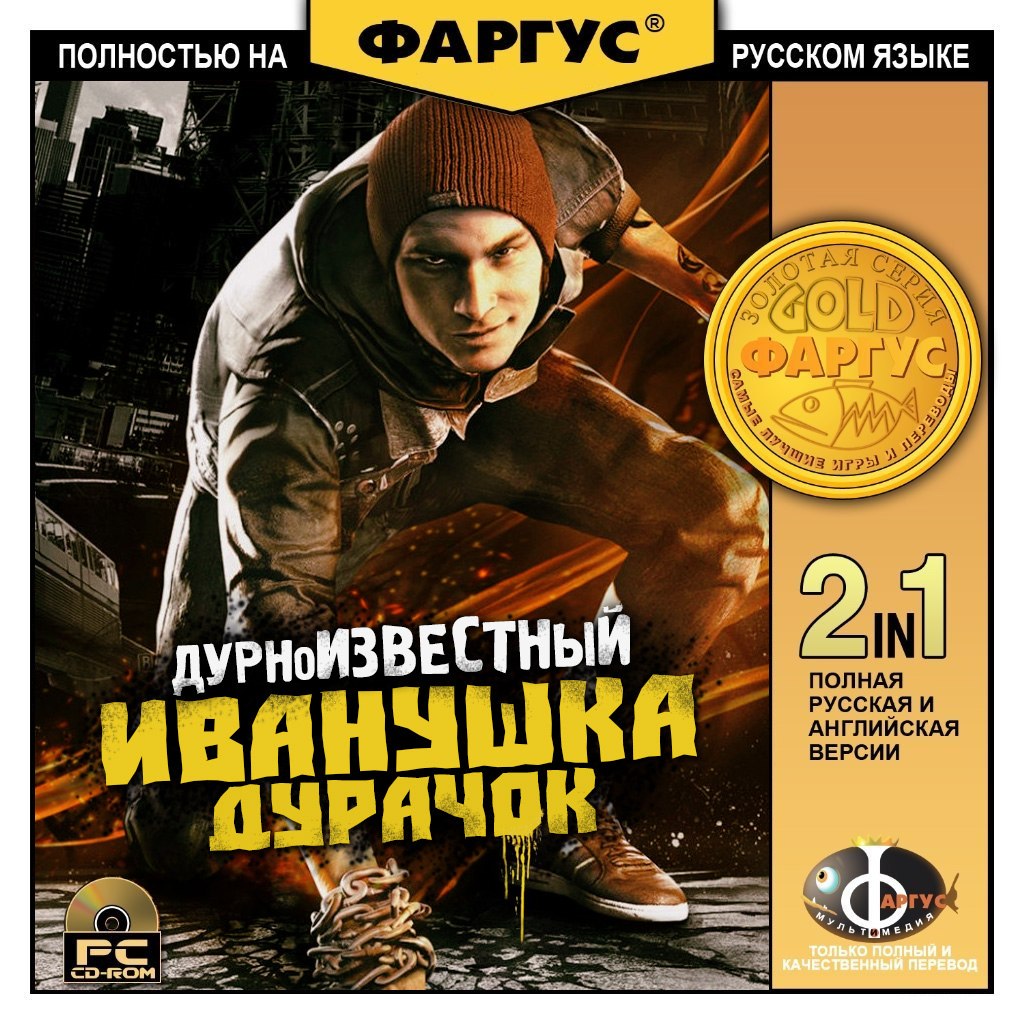 ФАРГУС®
ПОЛНОСТЬЮ НА РУССКОМ ЯЗЫКЕ
ЗОЛОТАЯ СЕРИЯ
GOLD
ФАРГУС
САМЫЕ ЛУЧШИЕ ИГРЫ И ПЕРЕВОДЫ
2IN1
ПОЛНАЯ
РУССКАЯ И
АНГЛИЙСКАЯ
ВЕРСИИ
ДУРНоИЗВЕСТНЫЙ
ИВАНУШКА
ДУРАЧОК
PC
CD-ROM
ФАРГУС
МУЛЬТИМЕДИЯ
ТОЛЬКО ПОЛНЫЙ И
КАЧЕСТВЕННЫЙ ПЕРЕВОД